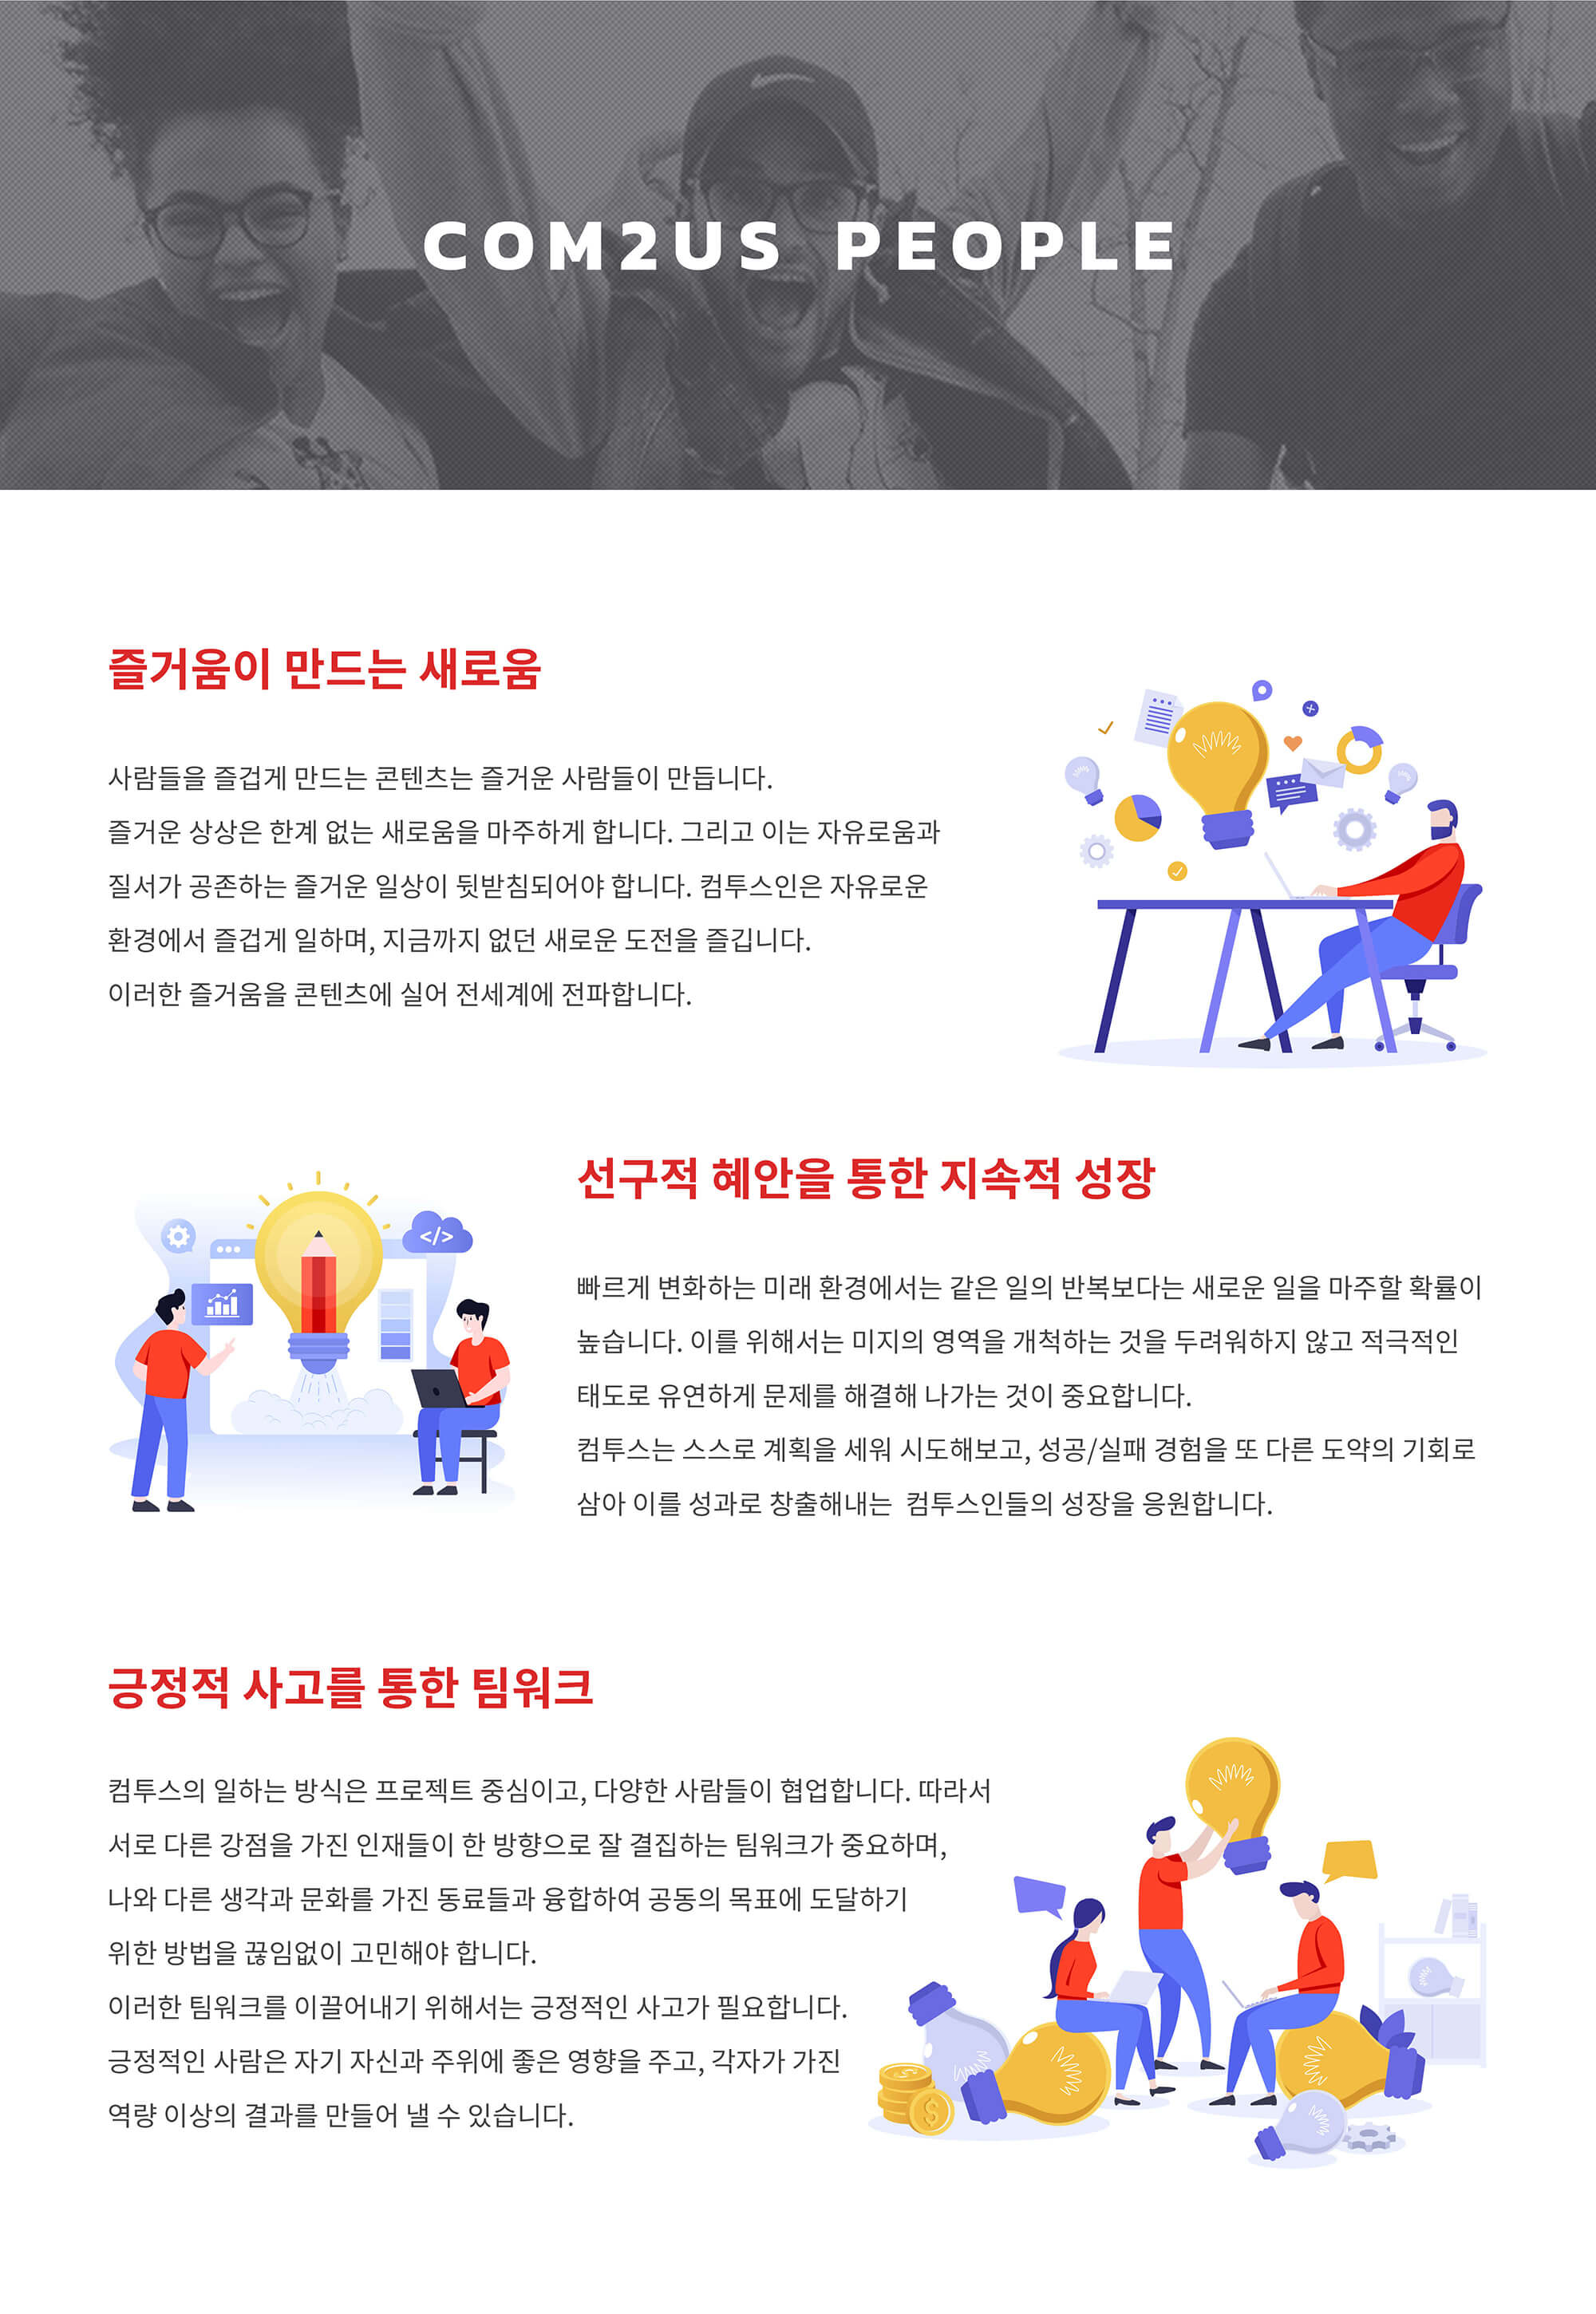 COM2US PEOPLE
즐거움이 만드는 새로움
사람들을 즐겁게 만드는 콘텐츠는 즐거운 사람들이 만듭니다.
즐거운 상상은 한계 없는 새로움을 마주하게 합니다. 그리고 이는 자유로움과
질서가 공존하는 즐거운 일상이 뒷받침되어야 합니다. 컴투스인은 자유로운
환경에서 즐겁게 일하며, 지금까지 없던 새로운 도전을 즐깁니다.
이러한 즐거움을 콘텐츠에 실어 전세계에 전파합니다.
선구적 혜안을 통한 지속적 성장
빠르게 변화하는 미래 환경에서는 같은 일의 반복보다는 새로운 일을 마주할 확률이
높습니다. 이를 위해서는 미지의 영역을 개척하는 것을 두려워하지 않고 적극적인
태도로 유연하게 문제를 해결해 나가는 것이 중요합니다.
컴투스는 스스로 계획을 세워 시도해보고, 성공/실패 경험을 또 다른 도약의 기회로
삼아 이를 성과로 창출해내는  컴투스인들의 성장을 응원합니다.
</>
긍정적 사고를 통한 팀워크
컴투스의 일하는 방식은 프로젝트 중심이고, 다양한 사람들이 협업합니다. 따라서
서로 다른 강점을 가진 인재들이 한 방향으로 잘 결집하는 팀워크가 중요하며,
나와 다른 생각과 문화를 가진 동료들과 융합하여 공동의 목표에 도달하기
위한 방법을 끊임없이 고민해야 합니다.
이러한 팀워크를 이끌어내기 위해서는 긍정적인 사고가 필요합니다.
긍정적인 사람은 자기 자신과 주위에 좋은 영향을 주고, 각자가 가진
역량 이상의 결과를 만들어 낼 수 있습니다.